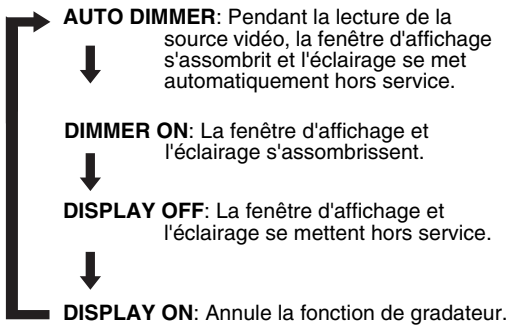 AUTO DIMMER: Pendant la lecture de la
source vidéo, la fenêtre d'affichage
s'assombrit et l'éclairage se met
automatiquement hors service.
DIMMER ON: La fenêtre d'affichage et
l'éclairage s'assombrissent.
DISPLAY OFF: La fenêtre d'affichage et
l'éclairage se mettent hors service.
DISPLAY ON: Annule la fonction de gradateur.